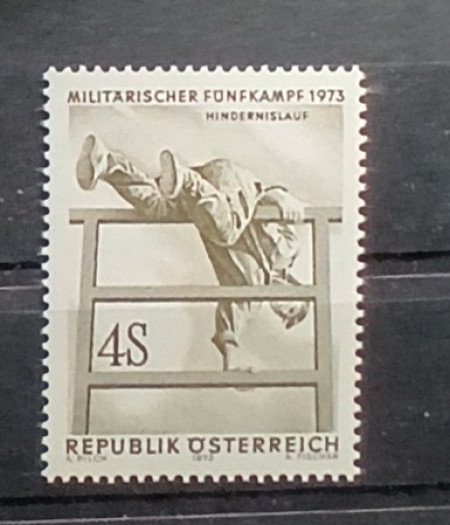 MILITÄRISCHER FÜNFKAMPF 1973
HINDERNISLAUF
4S
REPUBLIK ÖSTERREICH
A. PILCH 1973 A. FISCHER